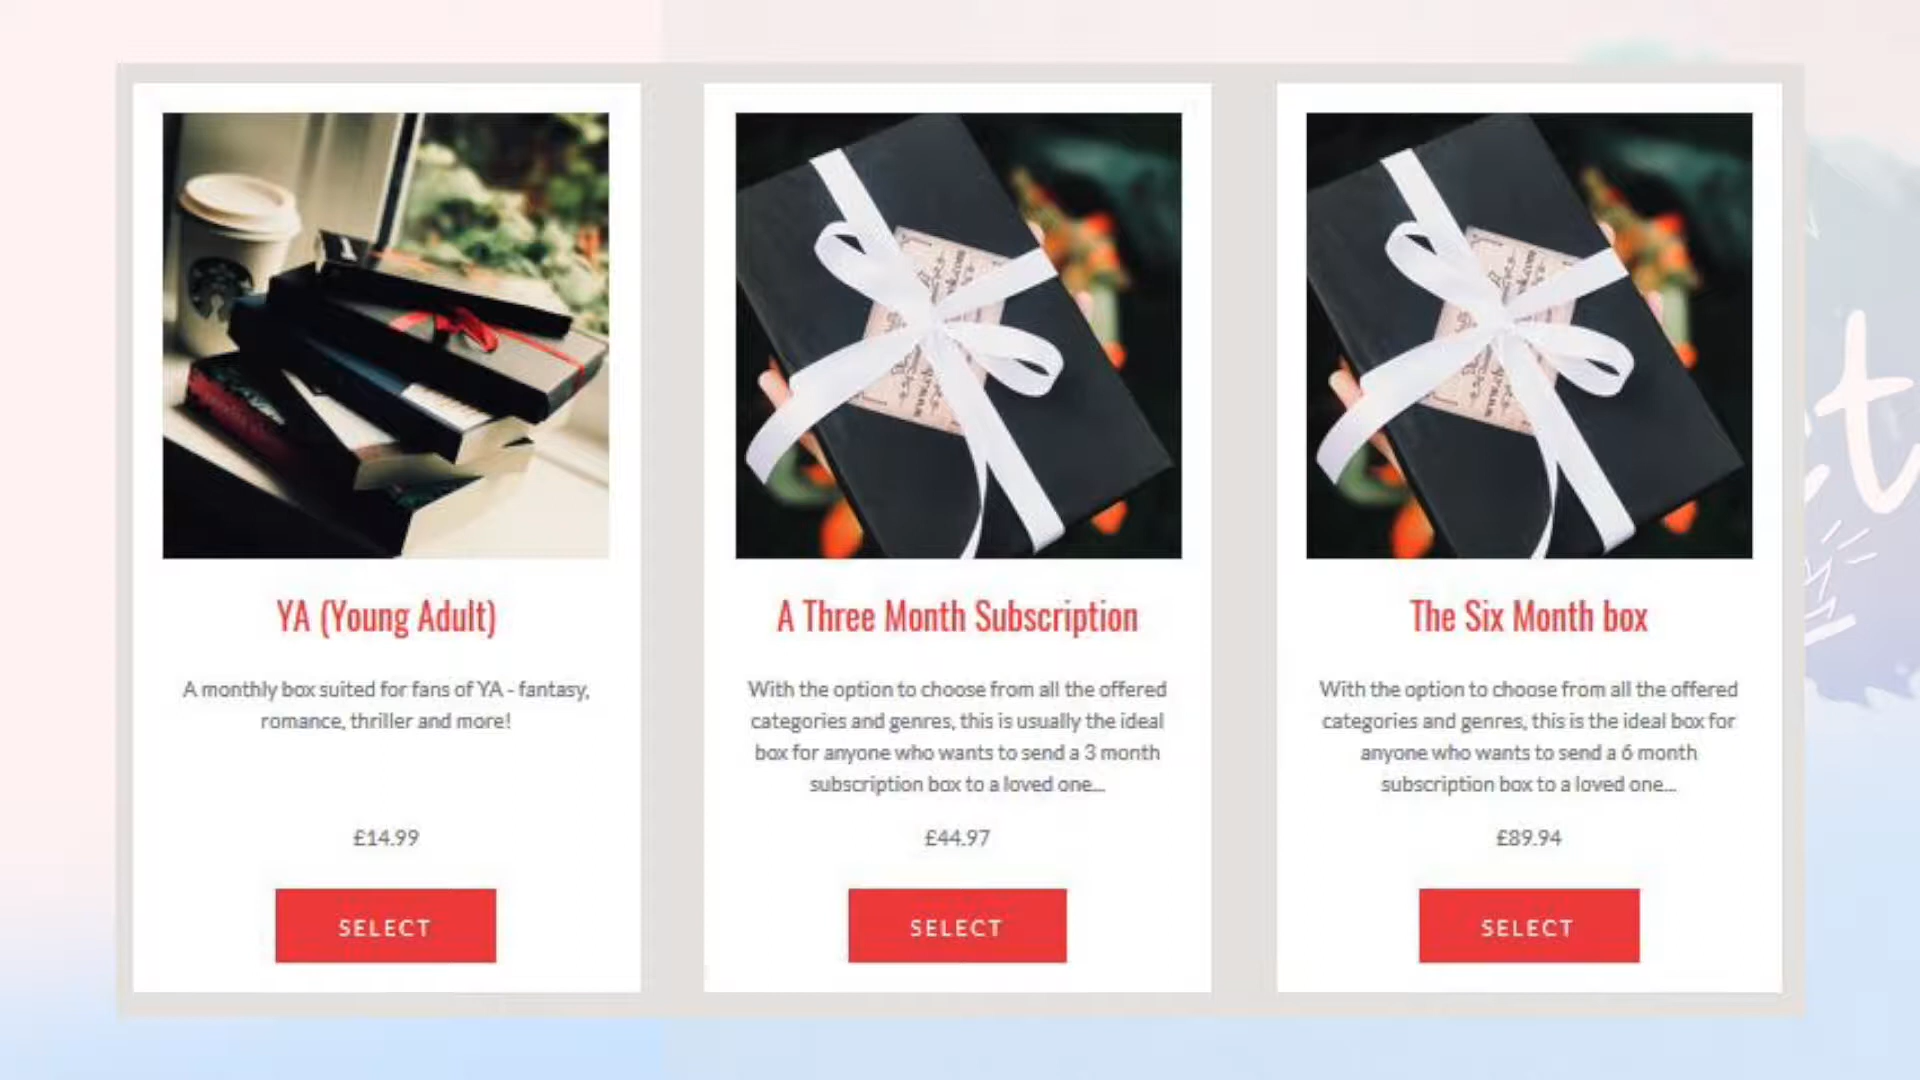 YA (Young Adult)
A monthly box suited for fans of YA - fantasy,
romance, thriller and more!
£14.99
SELECT
A Three Month Subscription
With the option to choose from all the offered
categories and genres, this is usually the ideal
box for anyone who wants to send a 3 month
subscription box to a loved one...
£44.97
SELECT
The Six Month box
With the option to choose from all the offered
categories and genres, this is the ideal box for
anyone who wants to send a 6 month
subscription box to a loved one...
£89.94
SELECT